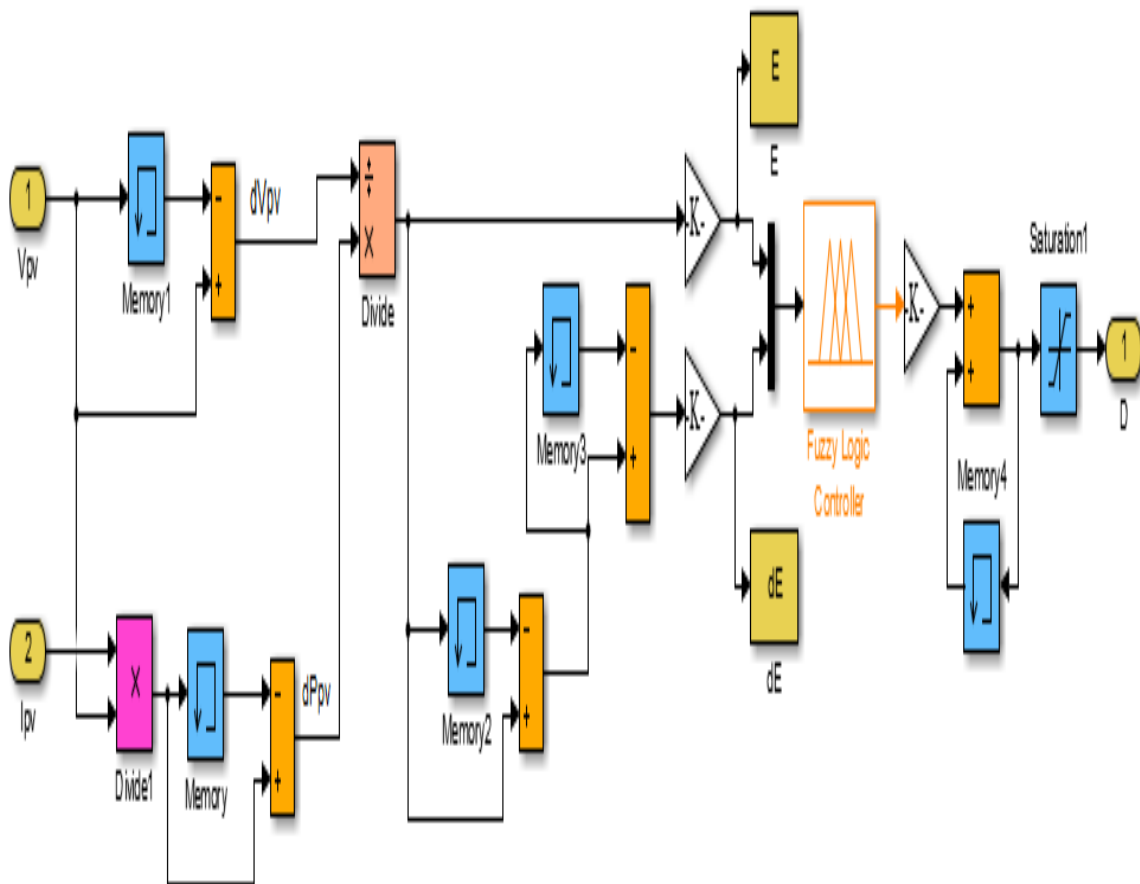 E
E
1
Vpv
Memory1
-
+
dVpv
÷
×
Divide
-K-
Saturation1
Memory3
-
+
-K-
Fuzzy Logic
Controller
-K-
+
+
1
D
Memory4
2
Ipv
×
Divide1
Memory
-
+
dPpv
Memory2
-
+
dE
dE